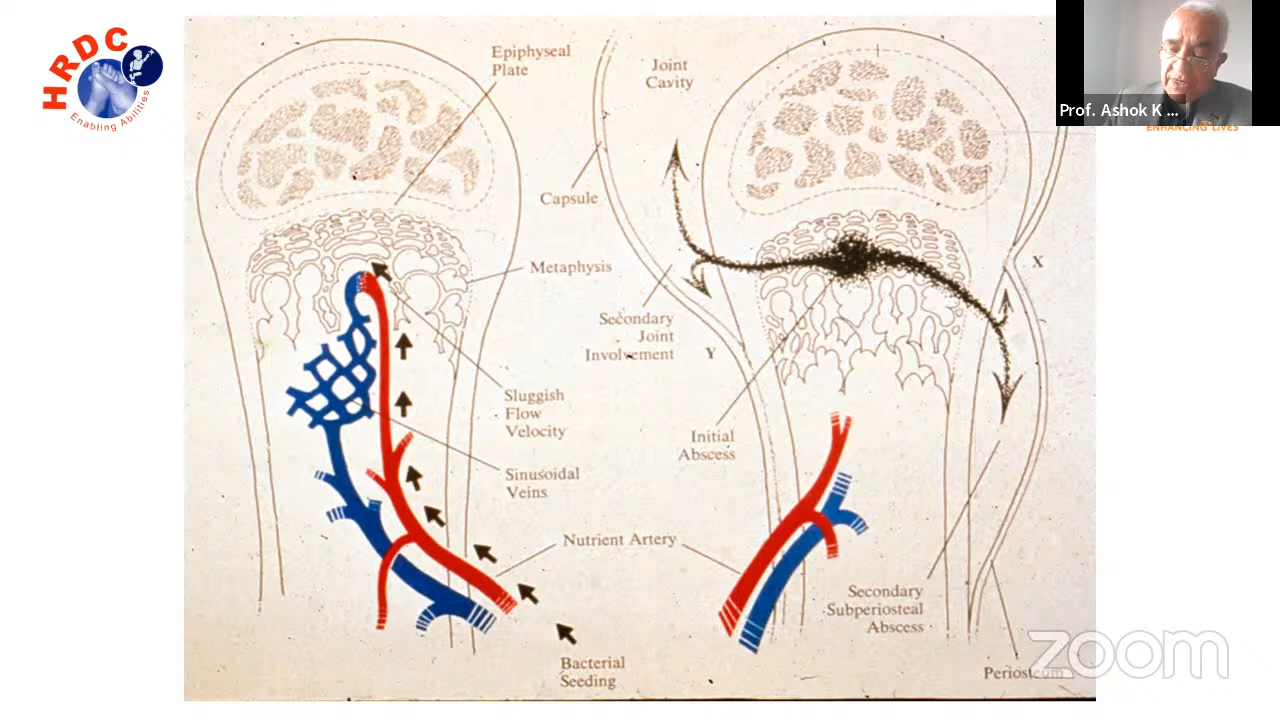 HRDC
Enabling Abilities
Epiphyseal
Plate
Joint
Cavity
Prof. Ashok K ...
ENHANCING LIVES
Capsule
Metaphysis
X
Secondary
Joint
Involvement
Y
Sluggish
Flow
Velocity
Initial
Abscess
Sinusoidal
Veins
Nutrient Artery
Secondary
Subperiosteal
Abscess
Bacterial
Seeding
Periosteum
zoom